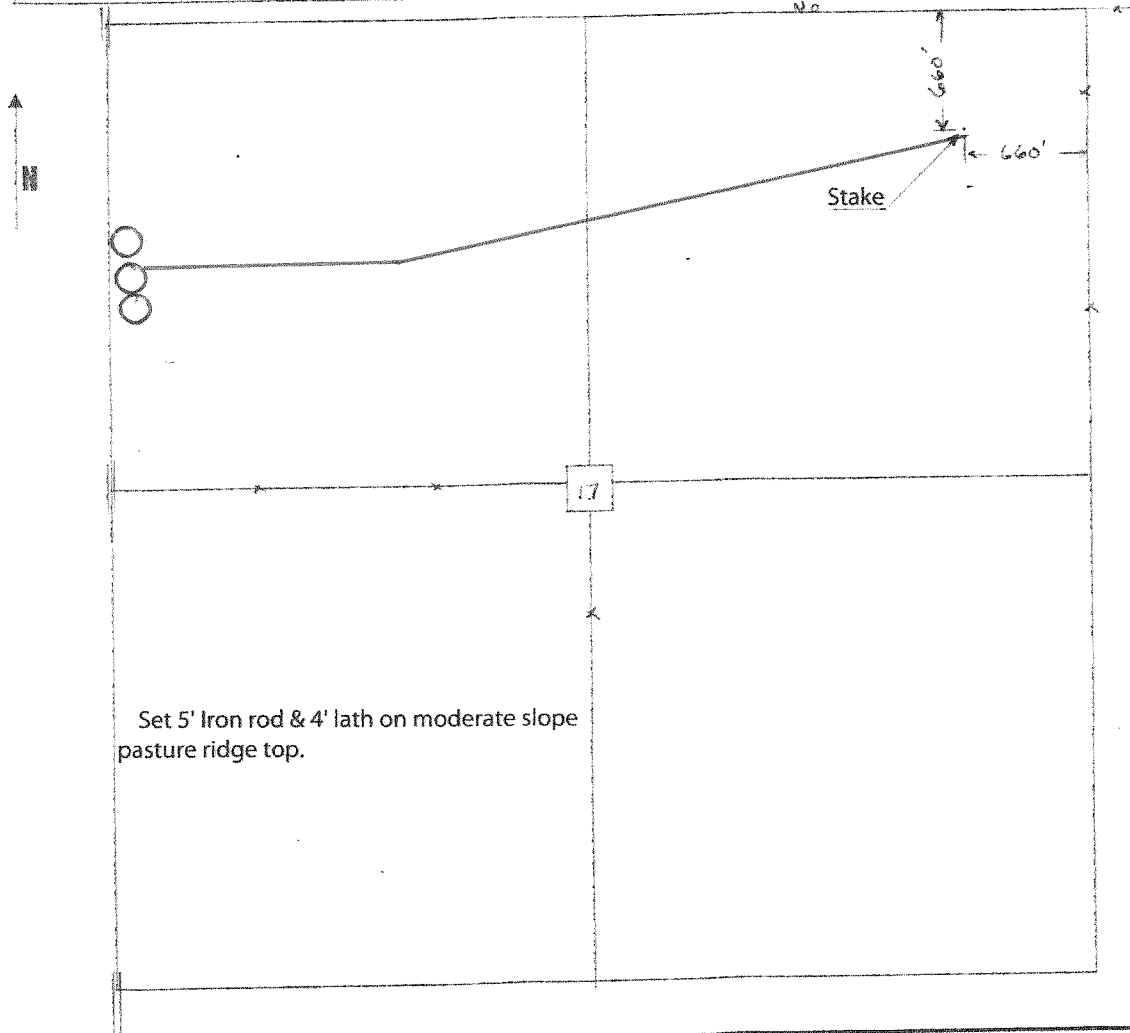 660'
N
660'
Stake
17
Set 5' Iron rod & 4' lath on moderate slope
pasture ridge top.